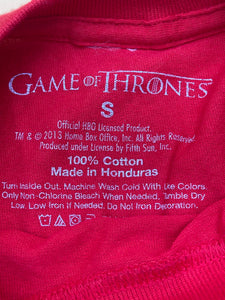 GAME OF THRONES
S
Official HBO Licensed Product.
TM & © 2013 Home Box Office, Inc. All Rights Reserved.
Produced under License by Fifth Sun, Inc.
100% Cotton
Made in Honduras
Turn Inside Out. Machine Wash Cold With Like Colors.
Only Non-Chlorine Bleach When Needed. Tumble Dry
Low. Low Iron If Needed. Do Not Iron Decoration.